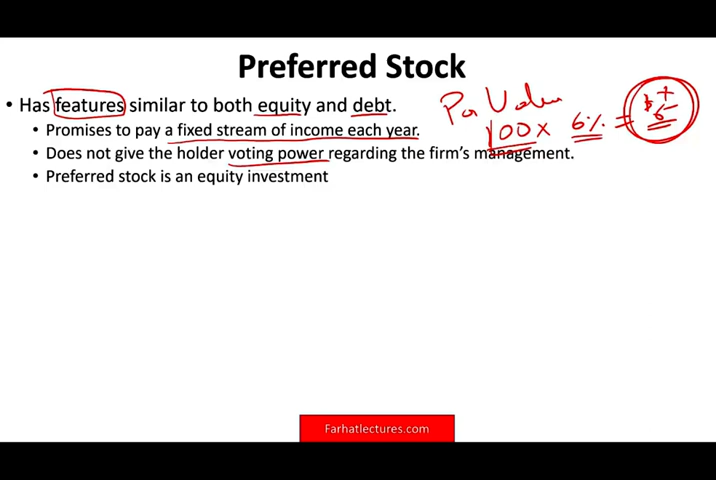 Preferred Stock
• Has features similar to both equity and debt.
Par Value
100 x 6% = $6
• Promises to pay a fixed stream of income each year.
• Does not give the holder voting power regarding the firm's management.
• Preferred stock is an equity investment
Farhatlectures.com